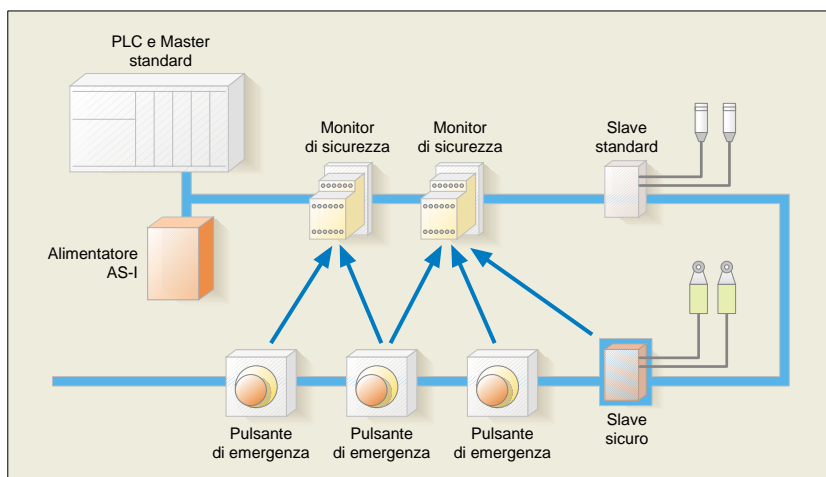 PLC e Master
standard
Monitor
di sicurezza
Monitor
di sicurezza
Slave
standard
Alimentatore
AS-I
Pulsante
di emergenza
Pulsante
di emergenza
Pulsante
di emergenza
Slave
sicuro